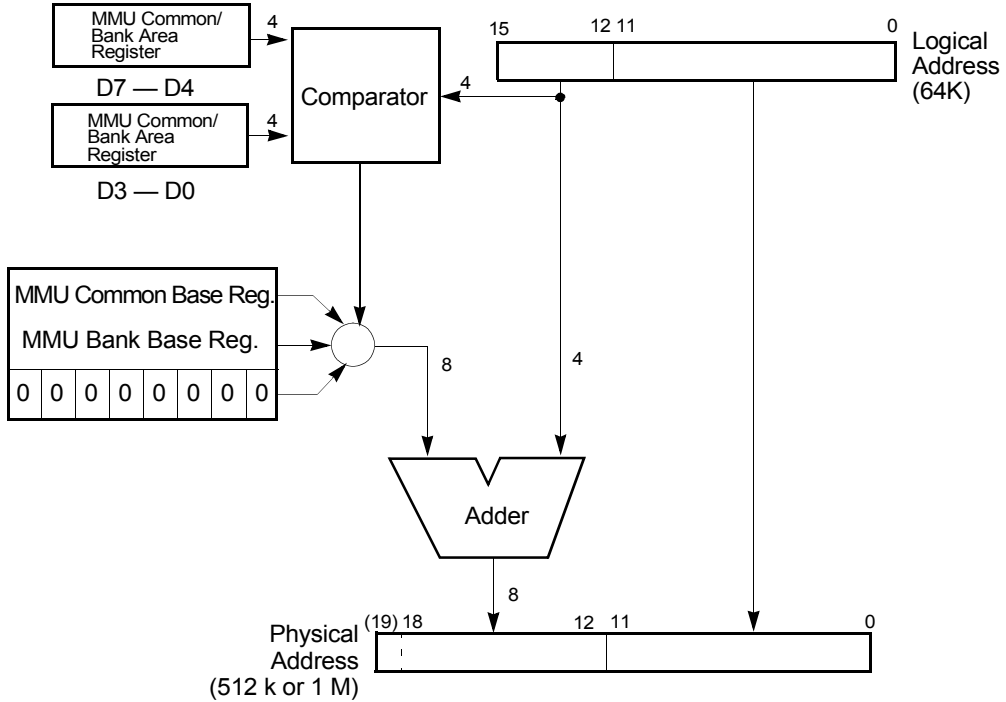 MMU Common/
Bank Area
Register
4
D7 — D4
MMU Common/
Bank Area
Register
4
D3 — D0
Comparator
4
15
12
11
0
Logical
Address
(64K)
MMU Common Base Reg.
MMU Bank Base Reg.
0 0 0 0 0 0 0 0
8
4
Adder
8
Physical
Address
(512 k or 1 M)
(19) 18
12
11
0